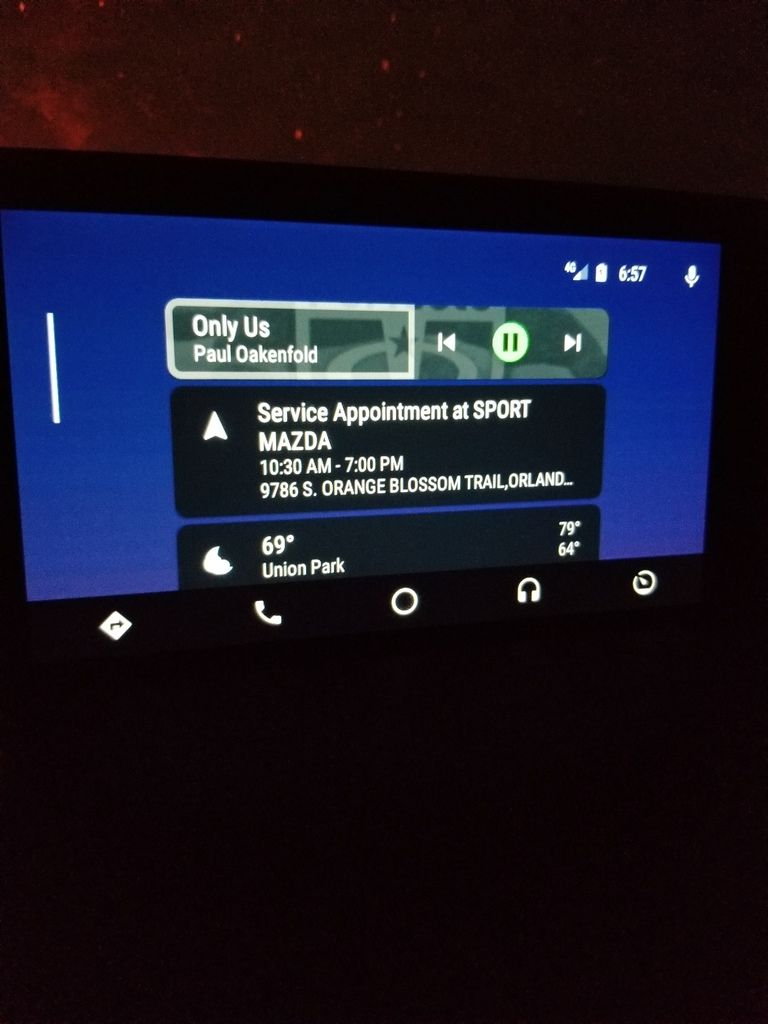 4G 6:57
Only Us
Paul Oakenfold
Service Appointment at SPORT
MAZDA
10:30 AM - 7:00 PM
9786 S. ORANGE BLOSSOM TRAIL,ORLAND...
69°
79°
Union Park
64°